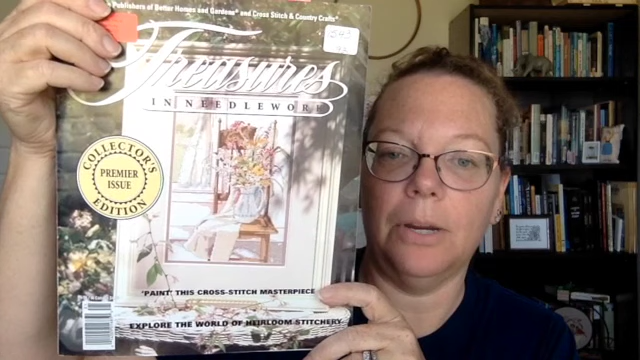 Publishers of Better Homes and Gardens® and Cross Stitch & Country Crafts®
Treasures
IN NEEDLEWORK
COLLECTOR'S
PREMIER
ISSUE
EDITION
'PAINT' THIS CROSS-STITCH MASTERPIECE
EXPLORE THE WORLD OF HEIRLOOM STITCHERY